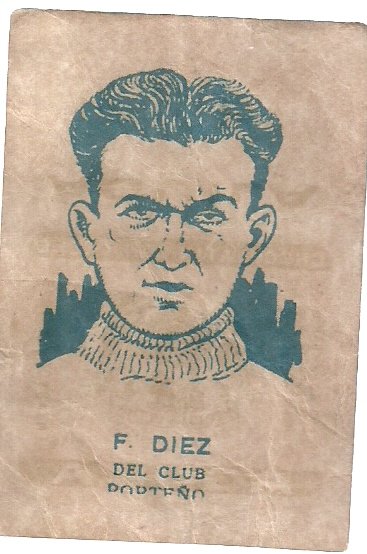 F. DIEZ
DEL CLUB
PORTEÑO